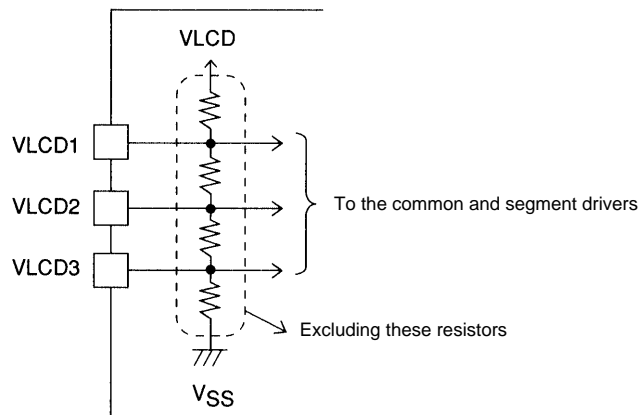 VLCD
VLCD1
VLCD2
To the common and segment drivers
VLCD3
Excluding these resistors
VSS